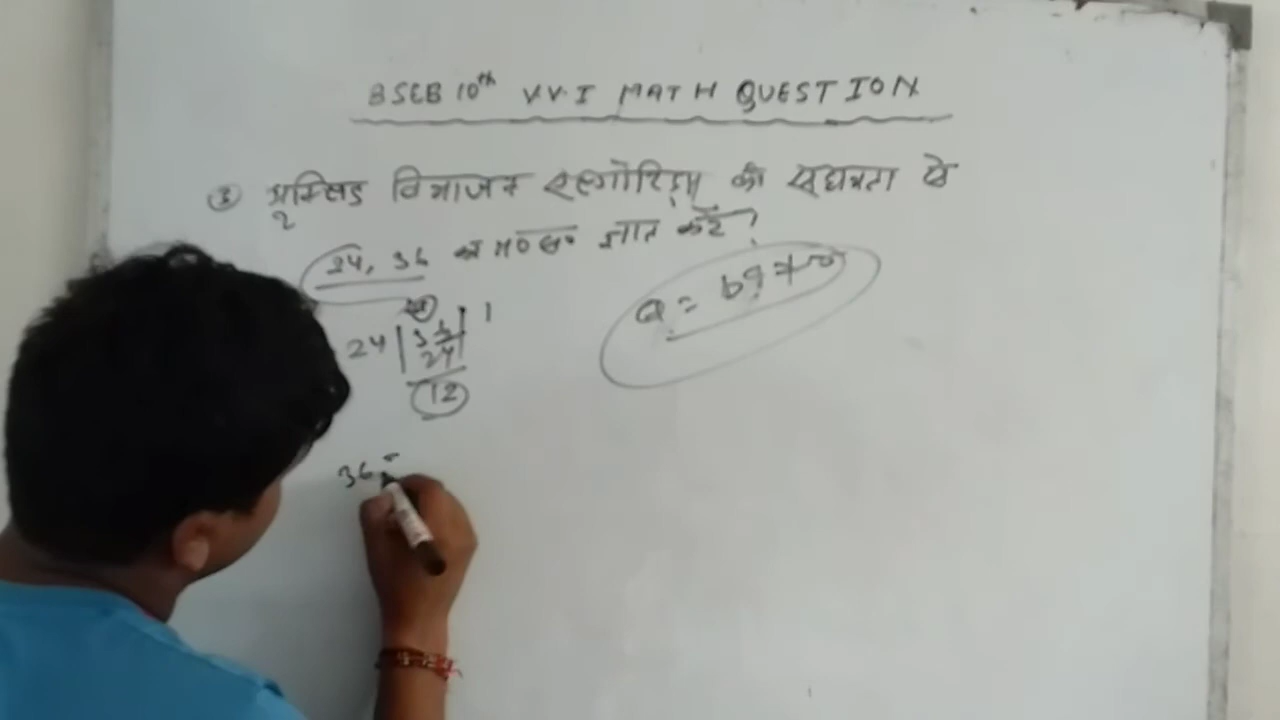 BSEB 10th V.V.I MATH QUESTION
③ यूक्लिड विभाजन एल्गोरिद्म की सहायता से
24, 36 का म०स० ज्ञात करें?
a = bq + r
24 | 36 | 1
24
12
36 =